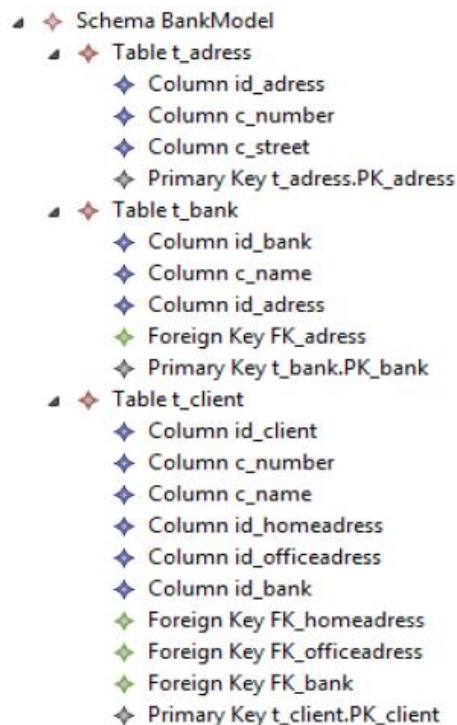 Schema BankModel
Table t_adress
Column id_adress
Column c_number
Column c_street
Primary Key t_adress.PK_adress
Table t_bank
Column id_bank
Column c_name
Column id_adress
Foreign Key FK_adress
Primary Key t_bank.PK_bank
Table t_client
Column id_client
Column c_number
Column c_name
Column id_homeadress
Column id_officeadress
Column id_bank
Foreign Key FK_homeadress
Foreign Key FK_officeadress
Foreign Key FK_bank
Primary Key t_client.PK_client